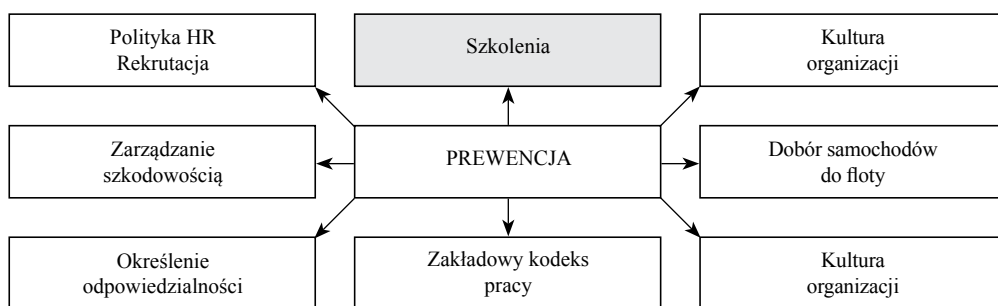 Polityka HR
Rekrutacja
Szkolenia
Kultura
organizacji
Zarządzanie
szkodowością
PREWENCJA
Dobór samochodów
do floty
Określenie
odpowiedzialności
Zakładowy kodeks
pracy
Kultura
organizacji